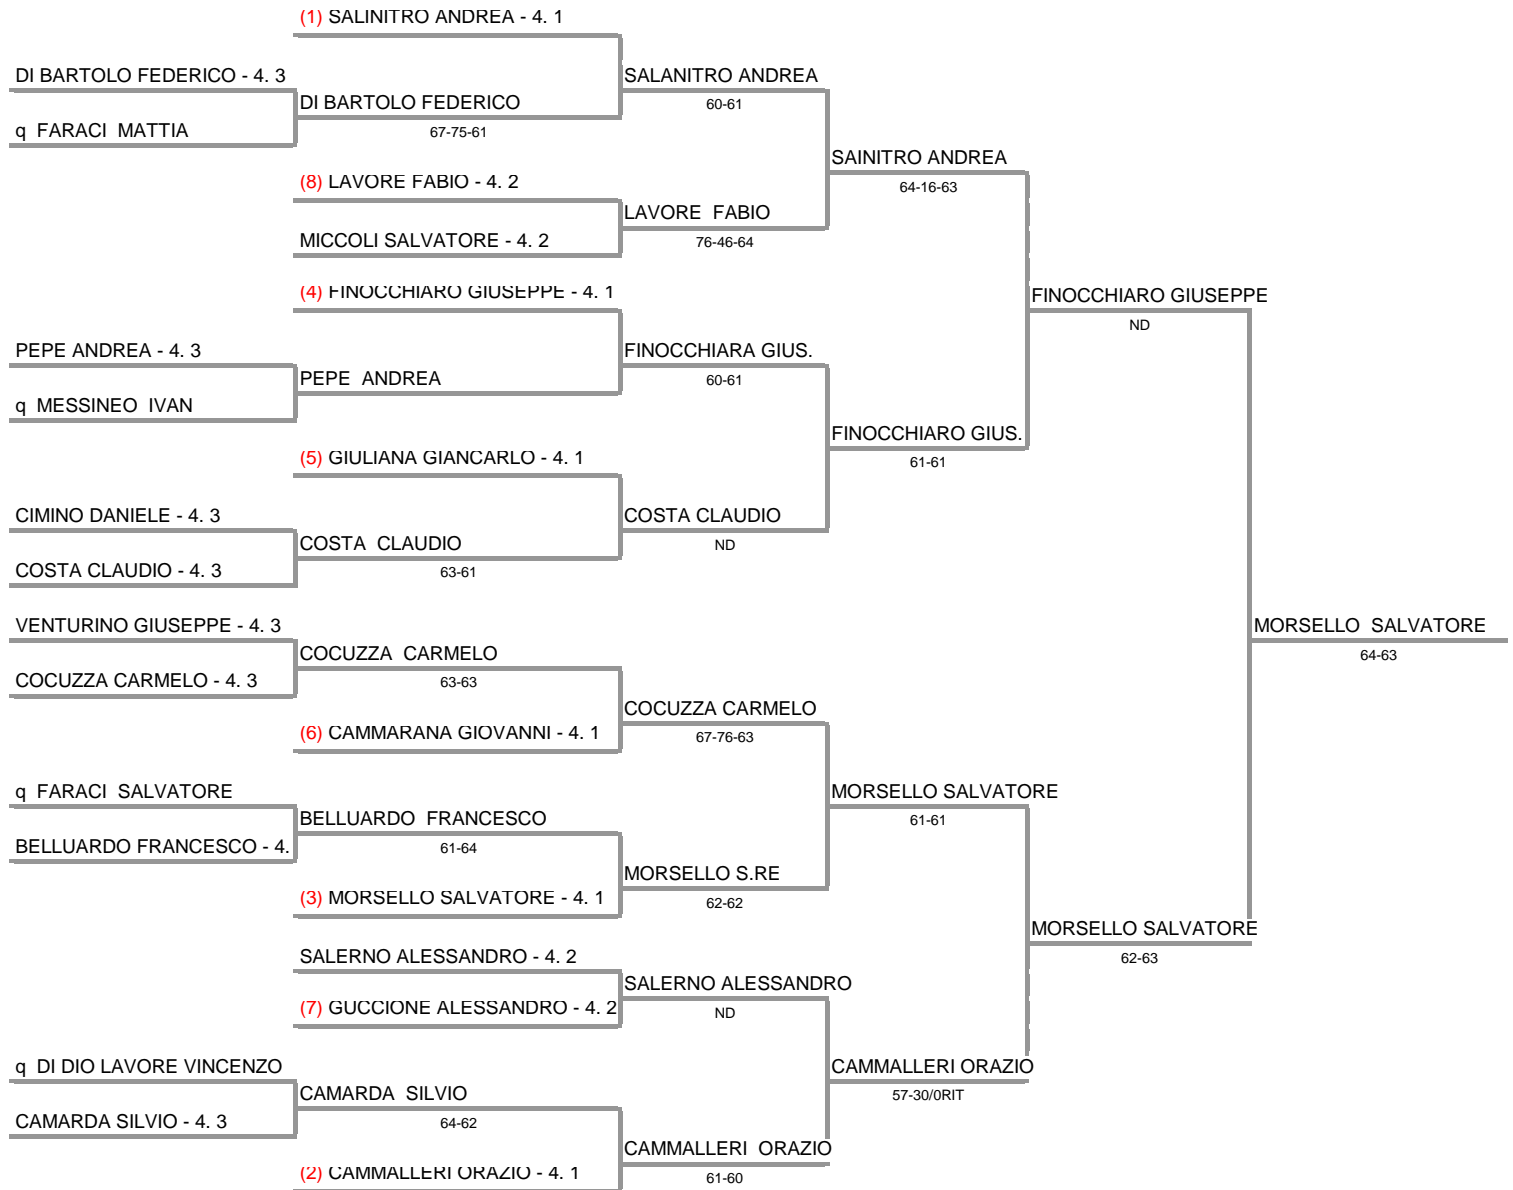 (1) SALINITRO ANDREA - 4. 1
DI BARTOLO FEDERICO - 4. 3
SALANITRO ANDREA
60-61
DI BARTOLO FEDERICO
67-75-61
q FARACI MATTIA
SAINITRO ANDREA
64-16-63
(8) LAVORE FABIO - 4. 2
LAVORE FABIO
76-46-64
MICCOLI SALVATORE - 4. 2
(4) FINOCCHIARO GIUSEPPE - 4. 1
FINOCCHIARO GIUSEPPE
ND
PEPE ANDREA - 4. 3
FINOCCHIARA GIUS.
60-61
PEPE ANDREA
q MESSINEO IVAN
FINOCCHIARO GIUS.
61-61
(5) GIULIANA GIANCARLO - 4. 1
CIMINO DANIELE - 4. 3
COSTA CLAUDIO
ND
COSTA CLAUDIO
63-61
COSTA CLAUDIO - 4. 3
VENTURINO GIUSEPPE - 4. 3
MORSELLO SALVATORE
64-63
COCUZZA CARMELO
63-63
COCUZZA CARMELO - 4. 3
COCUZZA CARMELO
67-76-63
(6) CAMMARANA GIOVANNI - 4. 1
q FARACI SALVATORE
MORSELLO SALVATORE
61-61
BELLUARDO FRANCESCO
61-64
BELLUARDO FRANCESCO - 4.
MORSELLO S.RE
62-62
(3) MORSELLO SALVATORE - 4. 1
MORSELLO SALVATORE
62-63
SALERNO ALESSANDRO - 4. 2
SALERNO ALESSANDRO
ND
(7) GUCCIONE ALESSANDRO - 4. 2
q DI DIO LAVORE VINCENZO
CAMMALLERI ORAZIO
57-30/0RIT
CAMARDA SILVIO
64-62
CAMARDA SILVIO - 4. 3
CAMMALLERI ORAZIO
61-60
(2) CAMMALLERI ORAZIO - 4. 1